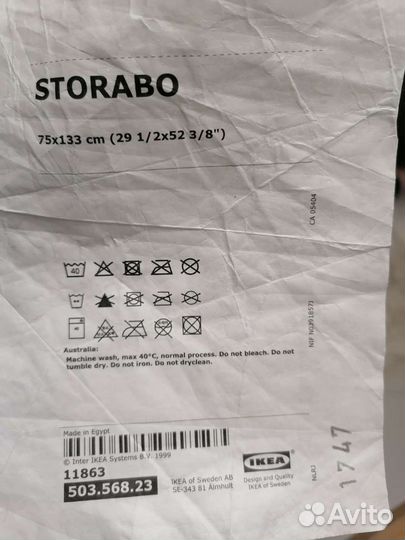 STORABO
75x133 cm (29 1/2x52 3/8")
CA 05404
40
Australia:
Machine wash, max 40°C, normal process. Do not bleach. Do not
tumble dry. Do not iron. Do not dryclean.
Made in Egypt
© Inter IKEA Systems B.V. 1999
11863
503.568.23
IKEA of Sweden AB
SE-343 81 Älmhult
IKEA
Design and Quality
IKEA of Sweden
1747
Avito